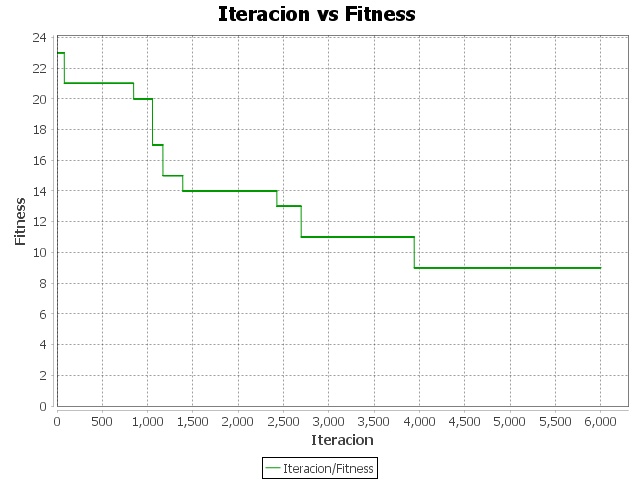 Iteracion vs Fitness
24
22
20
18
16
14
12
10
8
6
4
2
0
Fitness
0 500 1,000 1,500 2,000 2,500 3,000 3,500 4,000 4,500 5,000 5,500 6,000
Iteracion
Iteracion/Fitness